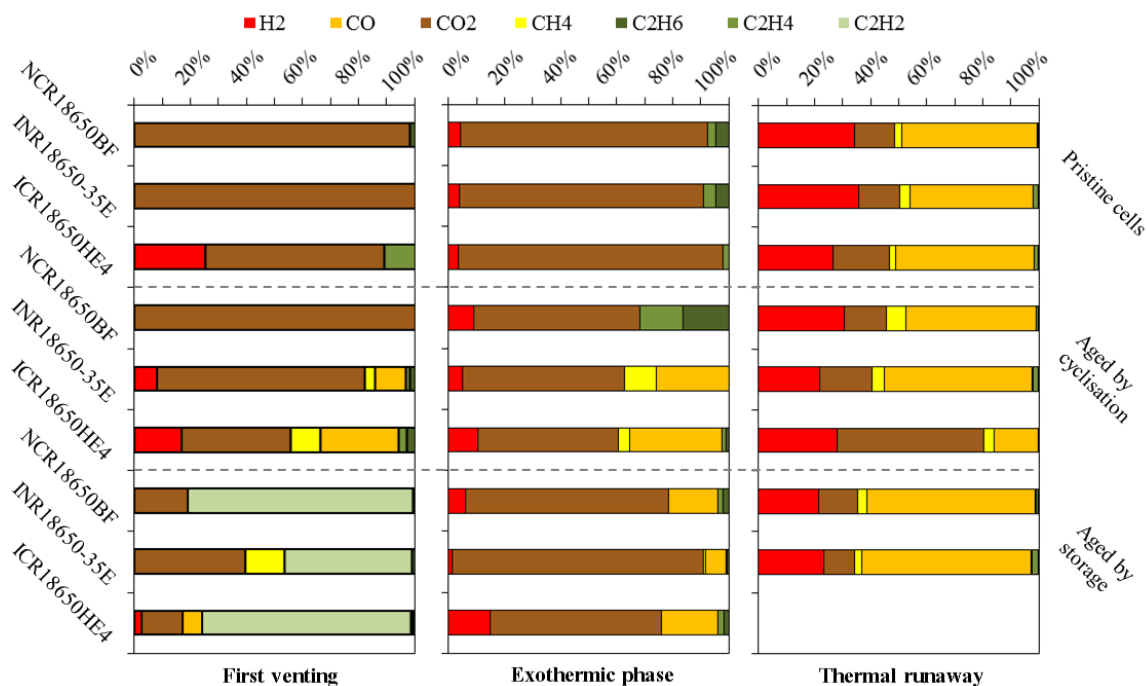 H2 CO CO2 CH4 C2H6 C2H4 C2H2
0% 20% 40% 60% 80% 100% 0% 20% 40% 60% 80% 100% 0% 20% 40% 60% 80% 100%
NCR18650BF
INR18650-35E
ICR18650HE4
Pristine cells
NCR18650BF
INR18650-35E
ICR18650HE4
Aged by
cyclisation
NCR18650BF
INR18650-35E
ICR18650HE4
Aged by
storage
First venting Exothermic phase Thermal runaway